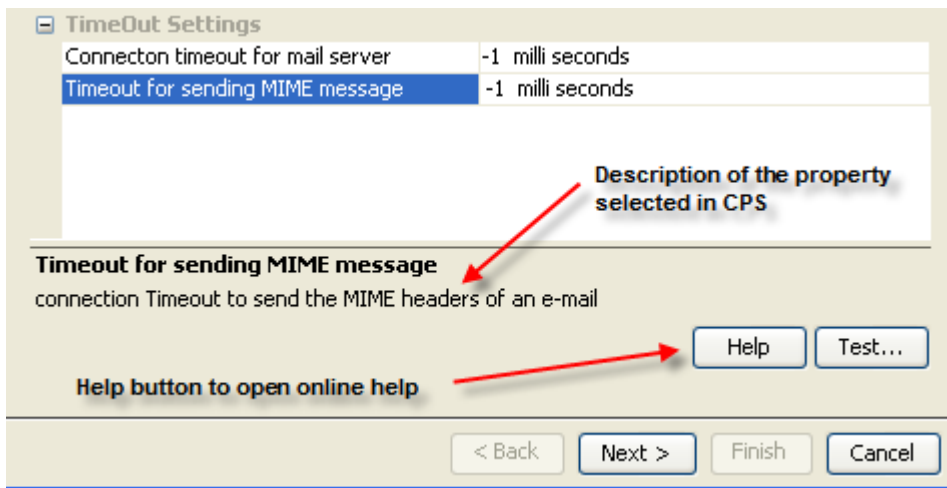 TimeOut Settings
Connecton timeout for mail server -1 milli seconds
Timeout for sending MIME message -1 milli seconds
Description of the property
selected in CPS
Timeout for sending MIME message
connection Timeout to send the MIME headers of an e-mail
Help Test...
Help button to open online help
< Back Next > Finish Cancel